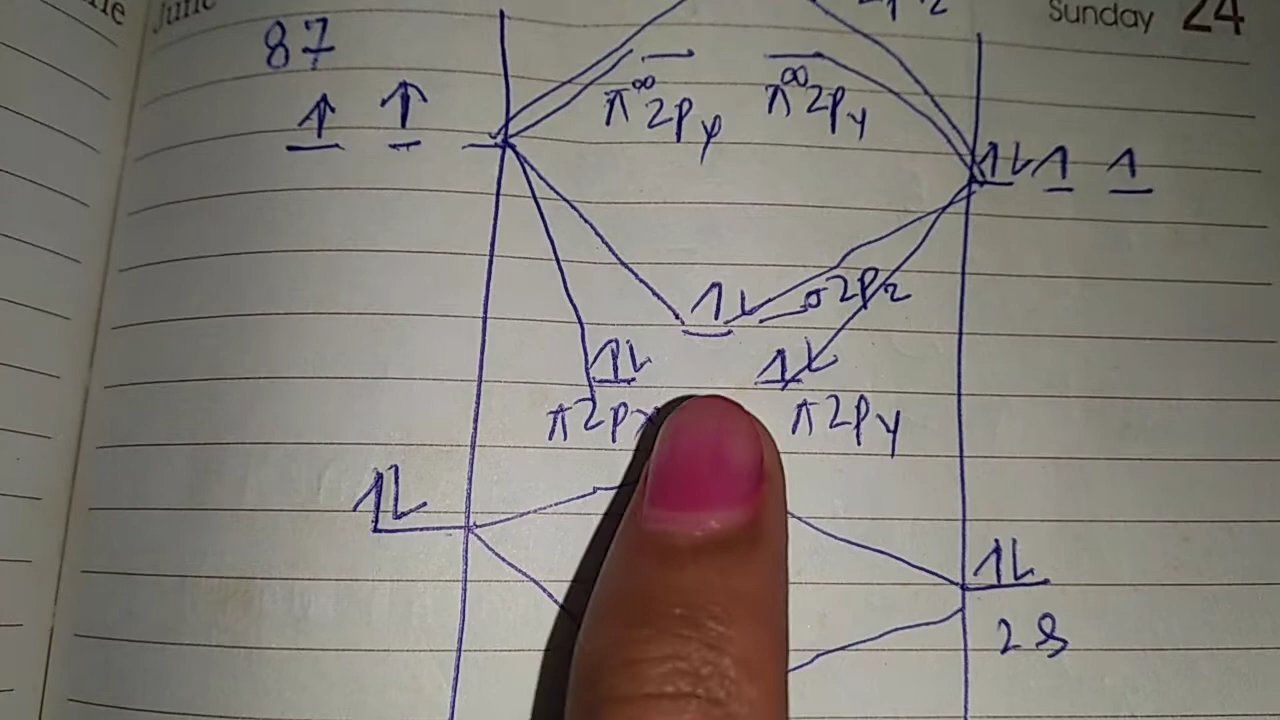 June
Sunday 24
87
π∞2py π∞2py
σ2pz
π2px π2py
2s